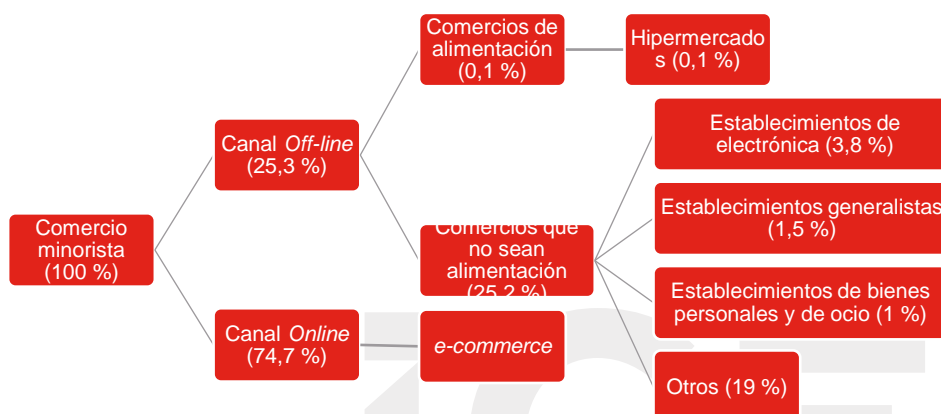 Comercio
minorista
(100 %)
Canal Off-line
(25,3 %)
Canal Online
(74,7 %)
Comercios de
alimentación
(0,1 %)
Comercios que
no sean
alimentación
(25,2 %)
e-commerce
Hipermercado
s (0,1 %)
Establecimientos de
electrónica (3,8 %)
Establecimientos generalistas
(1,5 %)
Establecimientos de bienes
personales y de ocio (1 %)
Otros (19 %)